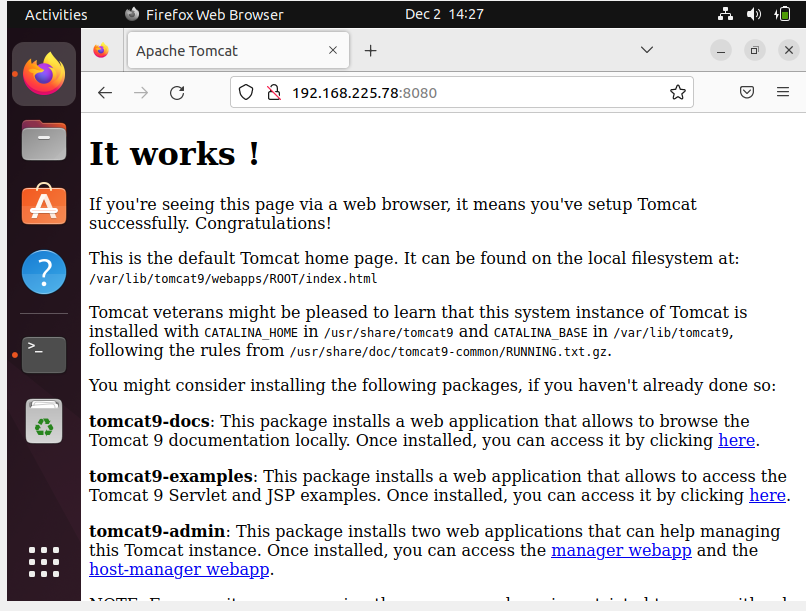 Activities Firefox Web Browser Dec 2 14:27
Apache Tomcat
192.168.225.78:8080
It works !
If you're seeing this page via a web browser, it means you've setup Tomcat
successfully. Congratulations!
This is the default Tomcat home page. It can be found on the local filesystem at:
/var/lib/tomcat9/webapps/ROOT/index.html
Tomcat veterans might be pleased to learn that this system instance of Tomcat is
installed with CATALINA_HOME in /usr/share/tomcat9 and CATALINA_BASE in /var/lib/tomcat9,
following the rules from /usr/share/doc/tomcat9-common/RUNNING.txt.gz.
You might consider installing the following packages, if you haven't already done so:
tomcat9-docs: This package installs a web application that allows to browse the
Tomcat 9 documentation locally. Once installed, you can access it by clicking here.
tomcat9-examples: This package installs a web application that allows to access the
Tomcat 9 Servlet and JSP examples. Once installed, you can access it by clicking here.
tomcat9-admin: This package installs two web applications that can help managing
this Tomcat instance. Once installed, you can access the manager webapp and the
host-manager webapp.